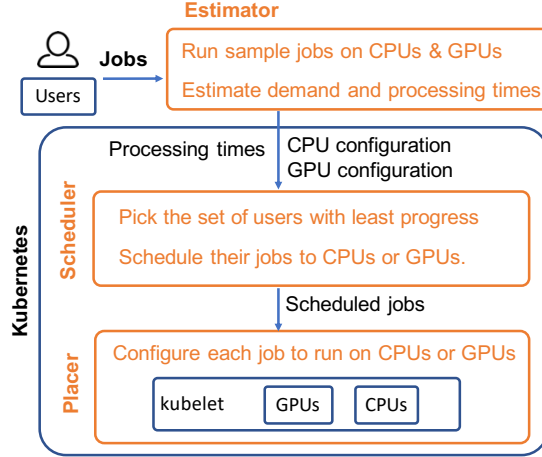 Estimator
Jobs
Users
Run sample jobs on CPUs & GPUs
Estimate demand and processing times
Kubernetes
Processing times
CPU configuration
GPU configuration
Scheduler
Pick the set of users with least progress
Schedule their jobs to CPUs or GPUs.
Scheduled jobs
Placer
Configure each job to run on CPUs or GPUs
kubelet
GPUs
CPUs